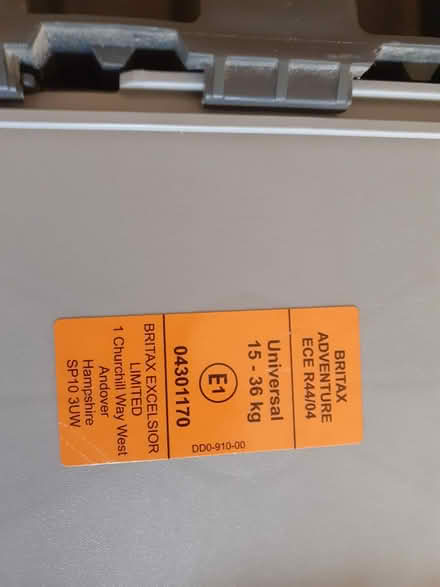 BRITAX
ADVENTURE
ECE R44/04
Universal
15 - 36 kg
E1
04301170
DD0-910-00
BRITAX EXCELSIOR
LIMITED
1 Churchill Way West
Andover
Hampshire
SP10 3UW